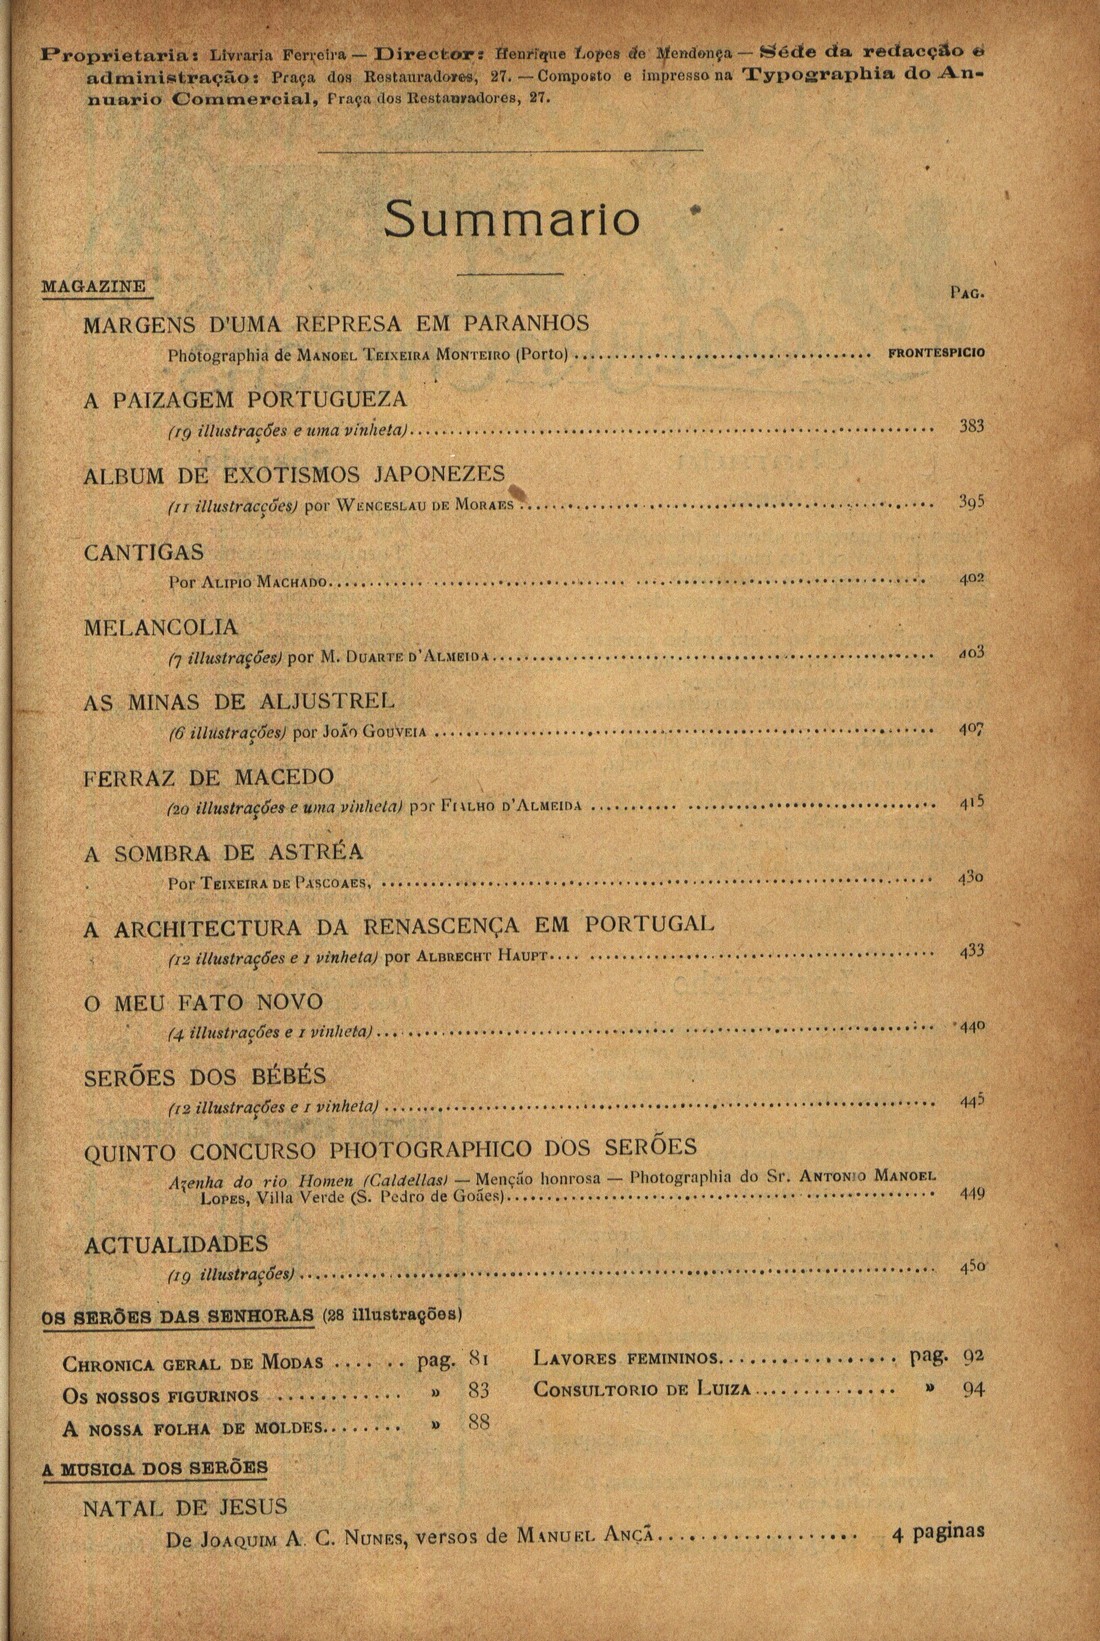 Proprietaria: Livraria Ferreira — Director: Henrique Lopes de Mendonça — Séde da redacção e
administração: Praça dos Restauradores, 27. — Composto e impresso na Typographia do An-
nuario Commercial, Praça dos Restauradores, 27.
Summario
MAGAZINE
PAG.
MARGENS D'UMA REPRESA EM PARANHOS
Photographia de MANOEL TEIXEIRA MONTEIRO (Porto) ........ FRONTESPICIO
A PAIZAGEM PORTUGUEZA
(19 illustrações e uma vinheta) ........ 383
ALBUM DE EXOTISMOS JAPONEZES
(11 illustracções) por WENCESLAU DE MORAES ........ 395
CANTIGAS
Por ALIPIO MACHADO ........ 402
MELANCOLIA
(7 illustrações) por M. DUARTE D'ALMEIDA ........ 403
AS MINAS DE ALJUSTREL
(6 illustrações) por JOÃO GOUVEIA ........ 407
FERRAZ DE MACEDO
(20 illustrações e uma vinheta) por FIALHO D'ALMEIDA ........ 415
A SOMBRA DE ASTRÉA
Por TEIXEIRA DE PASCOAES, ........ 430
A ARCHITECTURA DA RENASCENÇA EM PORTUGAL
(12 illustrações e 1 vinheta) por ALBRECHT HAUPT ........ 433
O MEU FATO NOVO
(4 illustrações e 1 vinheta) ........ 440
SERÕES DOS BÉBÉS
(12 illustrações e 1 vinheta) ........ 445
QUINTO CONCURSO PHOTOGRAPHICO DOS SERÕES
Azenha do rio Homen (Caldellas) — Menção honrosa — Photographia do Sr. ANTONIO MANOEL
LOPES, Villa Verde (S. Pedro de Goães) ........ 449
ACTUALIDADES
(19 illustrações) ........ 450
OS SERÕES DAS SENHORAS (28 illustrações)
CHRONICA GERAL DE MODAS ...... pag. 81
OS NOSSOS FIGURINOS ............ » 83
A NOSSA FOLHA DE MOLDES ........ » 88
LAVORES FEMININOS ................ pag. 92
CONSULTORIO DE LUIZA .............. » 94
A MUSICA DOS SERÕES
NATAL DE JESUS
De JOAQUIM A. C. NUNES, versos de MANUEL ANÇÃ .................. 4 paginas